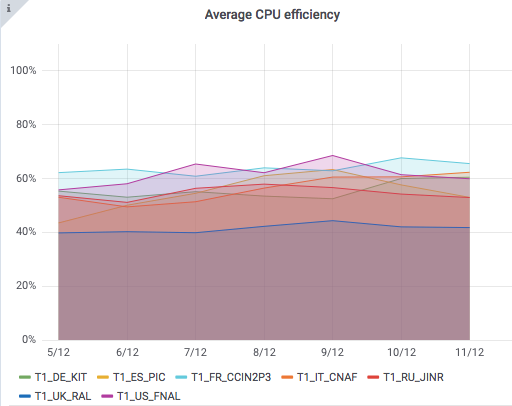 i
Average CPU efficiency
100%
80%
60%
40%
20%
0%
5/12 6/12 7/12 8/12 9/12 10/12 11/12
T1_DE_KIT T1_ES_PIC T1_FR_CCIN2P3 T1_IT_CNAF T1_RU_JINR
T1_UK_RAL T1_US_FNAL